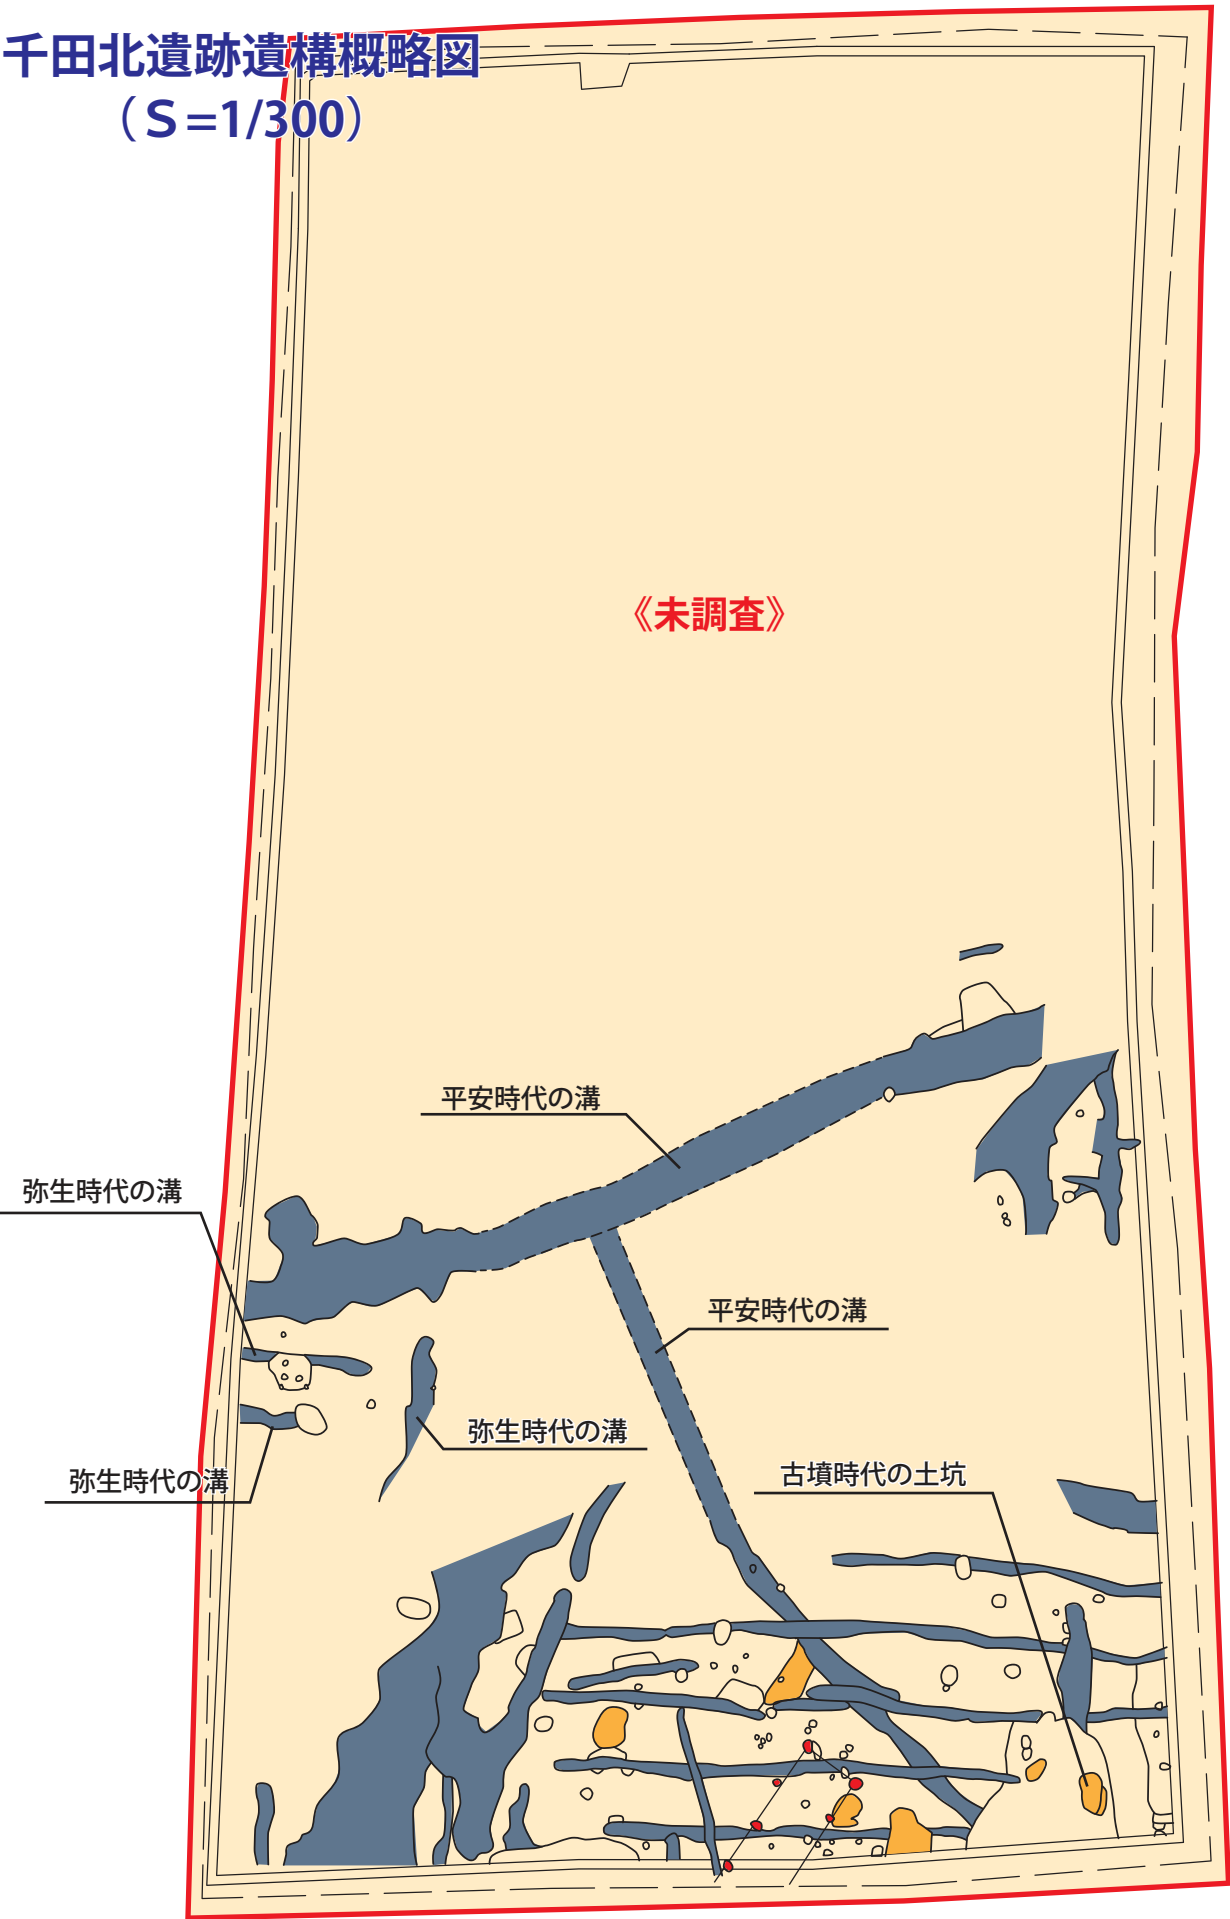 千田北遺跡遺構概略図
（Ｓ=1/300）
《未調査》
平安時代の溝
弥生時代の溝
平安時代の溝
弥生時代の溝
古墳時代の土坑
弥生時代の溝